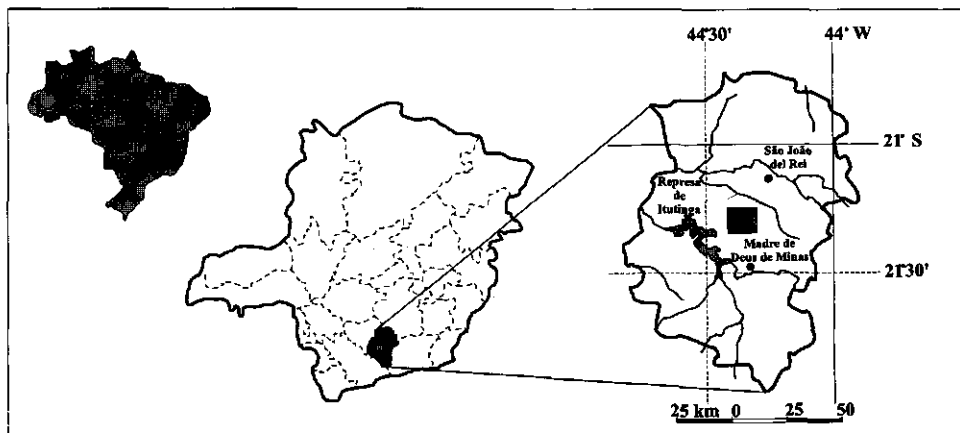 44°30' 44° W
21° S
São João
del Rei
Represa
de
Itutinga
Madre de
Deus de Minas
21°30'
25 km 0 25 50